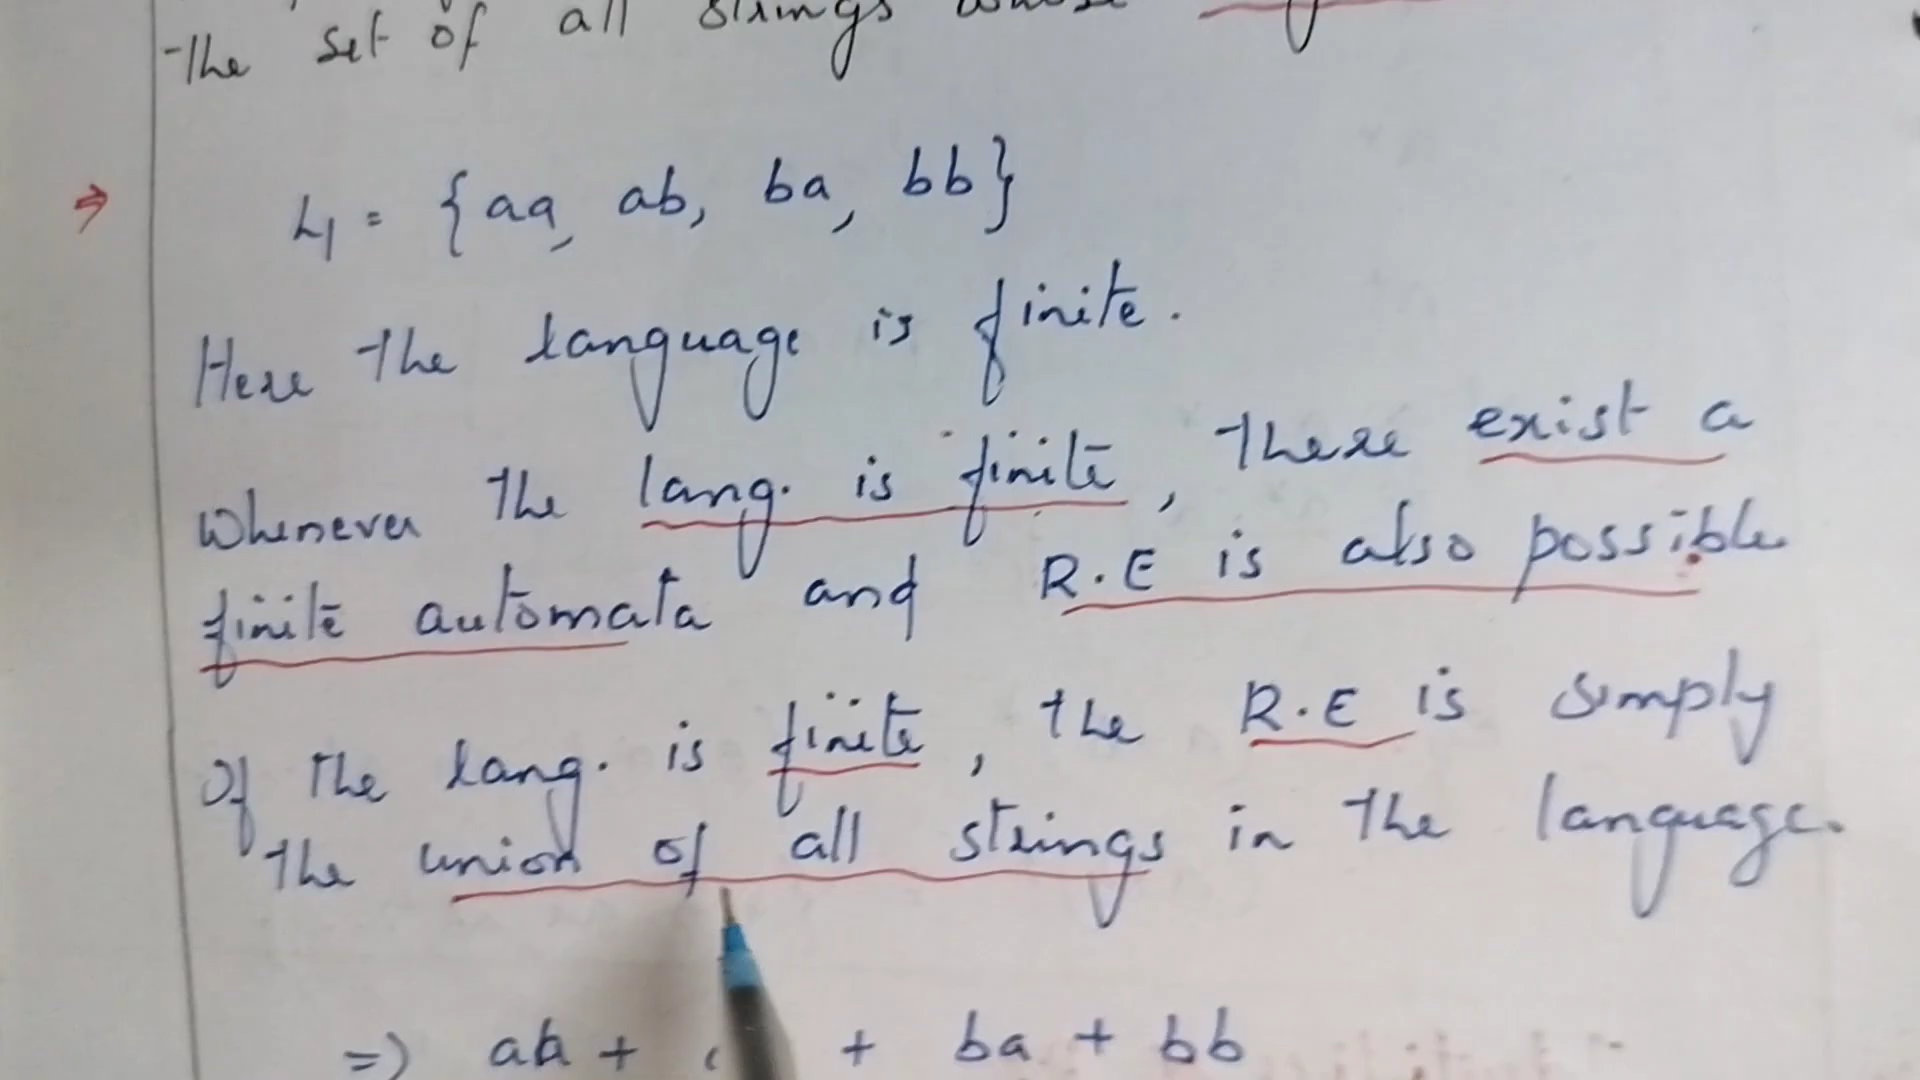 the set of all strings
L1 = {aa, ab, ba, bb}
Here the language is finite.
Whenever the lang. is finite, there exist a
finite automata and R.E is also possible
If the lang. is finite, the R.E is simply
the union of all strings in the language.
=) aa + + ba + bb